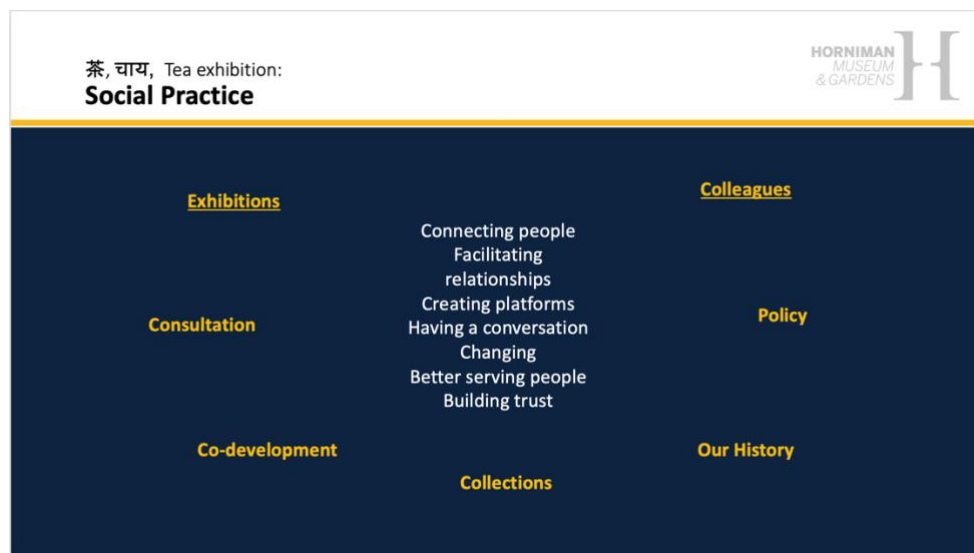 茶, चाय, Tea exhibition:
Social Practice
HORNIMAN
MUSEUM
& GARDENS
Exhibitions
Colleagues
Connecting people
Facilitating
relationships
Creating platforms
Having a conversation
Changing
Better serving people
Building trust
Consultation
Policy
Co-development
Our History
Collections